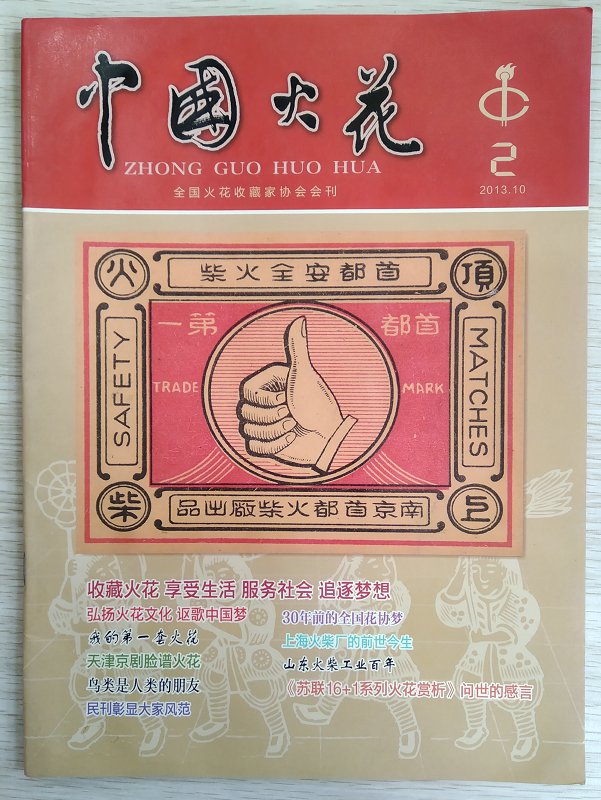 中國火花
ZHONG GUO HUO HUA
全国火花收藏家协会会刊
2
2013.10
首都安全火柴
頂
上
火
柴
首都
第一
TRADE MARK
SAFETY
MATCHES
南京首都火柴廠出品
收藏火花 享受生活 服务社会 追逐梦想
弘扬火花文化 讴歌中国梦
30年前的全国花协梦
我的第一套火花
上海火柴厂的前世今生
天津京剧脸谱火花
山东火柴工业百年
鸟类是人类的朋友
《苏联16+1系列火花赏析》问世的感言
民刊彰显大家风范